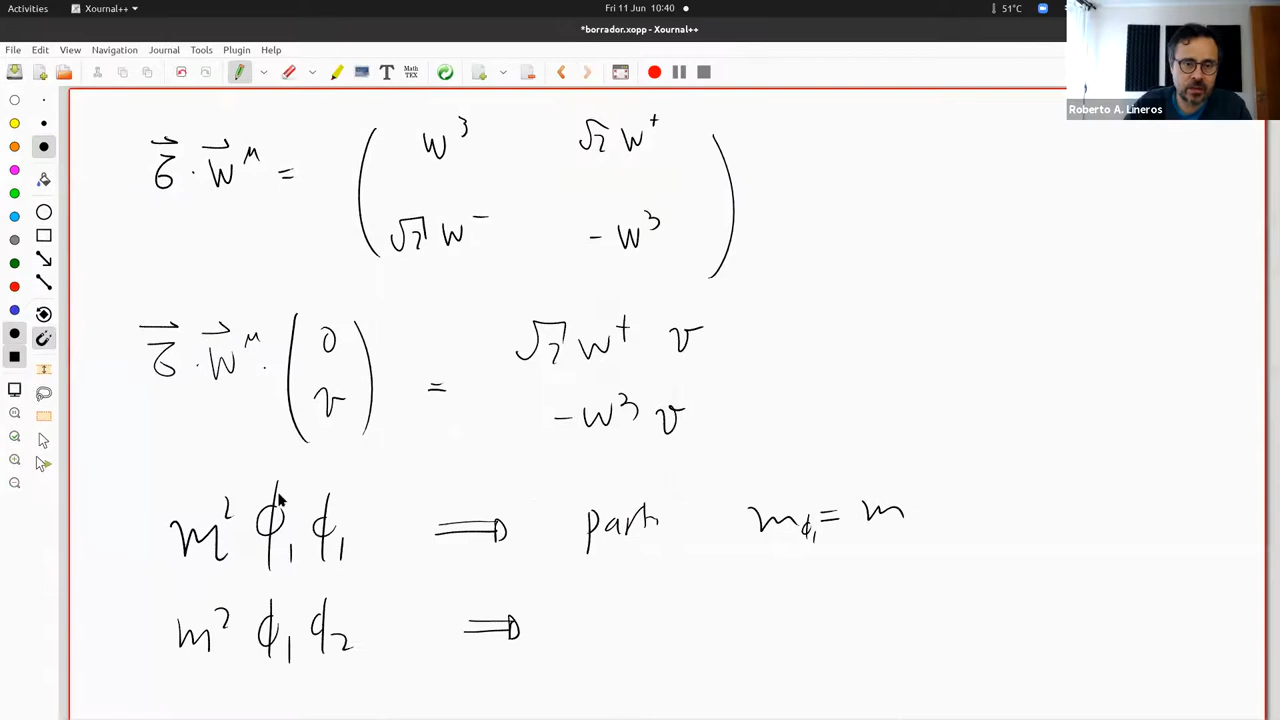 Activities Xournal++ Fri 11 Jun 10:40 51°C
*borrador.xopp - Xournal++
File Edit View Navigation Journal Tools Plugin Help
Roberto A. Lineros
σ⃗ · W⃗^μ = ( W³ √2 W⁺
√2 W⁻ - W³ )
σ⃗ · W⃗^μ · ( 0
v ) = √2 W⁺ v
- W³ v
m² ϕ₁ ϕ₁ ⟹ part m_ϕ₁ = m
m² ϕ₁ ϕ₂ ⟹